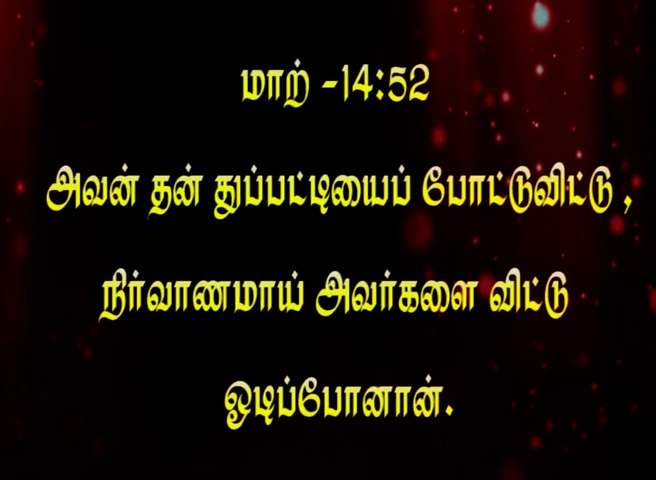 மாற் -14:52
அவன் தன் துப்பட்டியைப் போட்டுவிட்டு ,
நிர்வாணமாய் அவர்களை விட்டு
ஓடிப்போனான்.